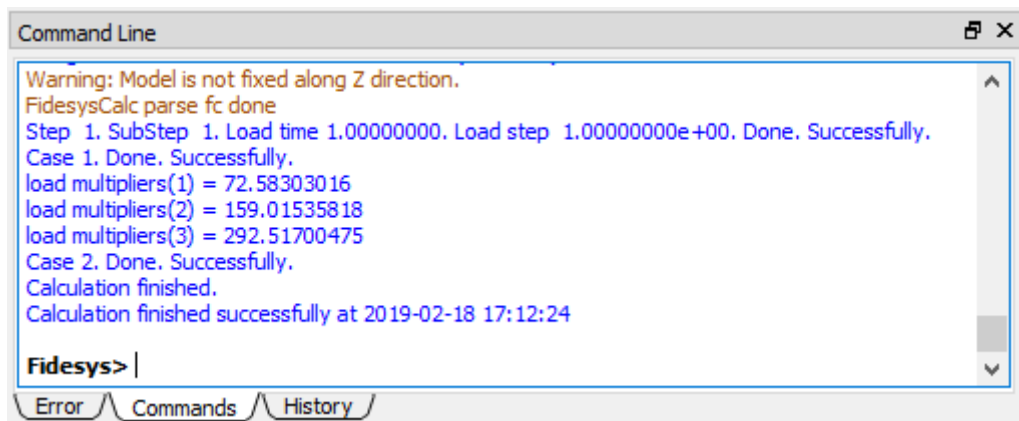 Command Line
Warning: Model is not fixed along Z direction.
FidesysCalc parse fc done
Step 1. SubStep 1. Load time 1.00000000. Load step 1.00000000e+00. Done. Successfully.
Case 1. Done. Successfully.
load multipliers(1) = 72.58303016
load multipliers(2) = 159.01535818
load multipliers(3) = 292.51700475
Case 2. Done. Successfully.
Calculation finished.
Calculation finished successfully at 2019-02-18 17:12:24
Fidesys>
Error Commands History